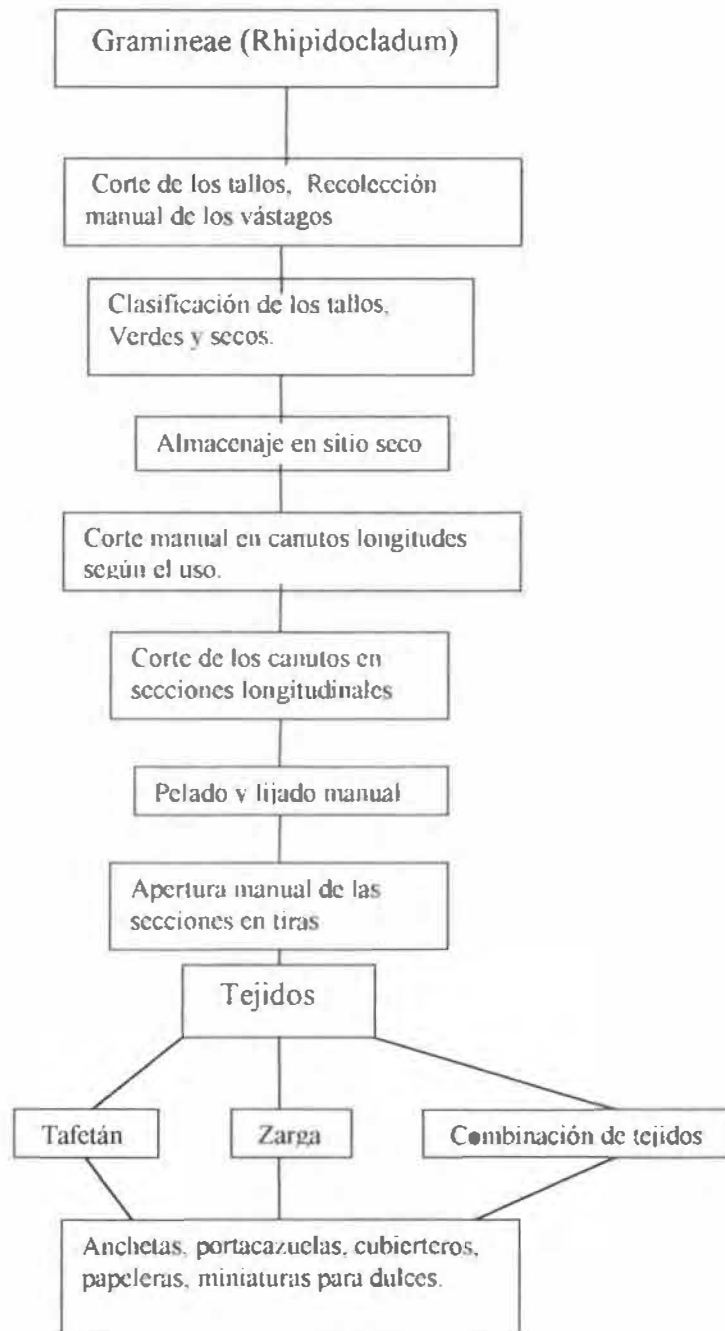 Gramineae (Rhipidocladum)
Corte de los tallos, Recolección
manual de los vástagos
Clasificación de los tallos,
Verdes y secos.
Almacenaje en sitio seco
Corte manual en canutos longitudes
según el uso.
Corte de los canutos en
secciones longitudinales
Pelado y lijado manual
Apertura manual de las
secciones en tiras
Tejidos
Tafetán Zarga Combinación de tejidos
Anchetas, portacazuelas, cubierteros,
papeleras, miniaturas para dulces.